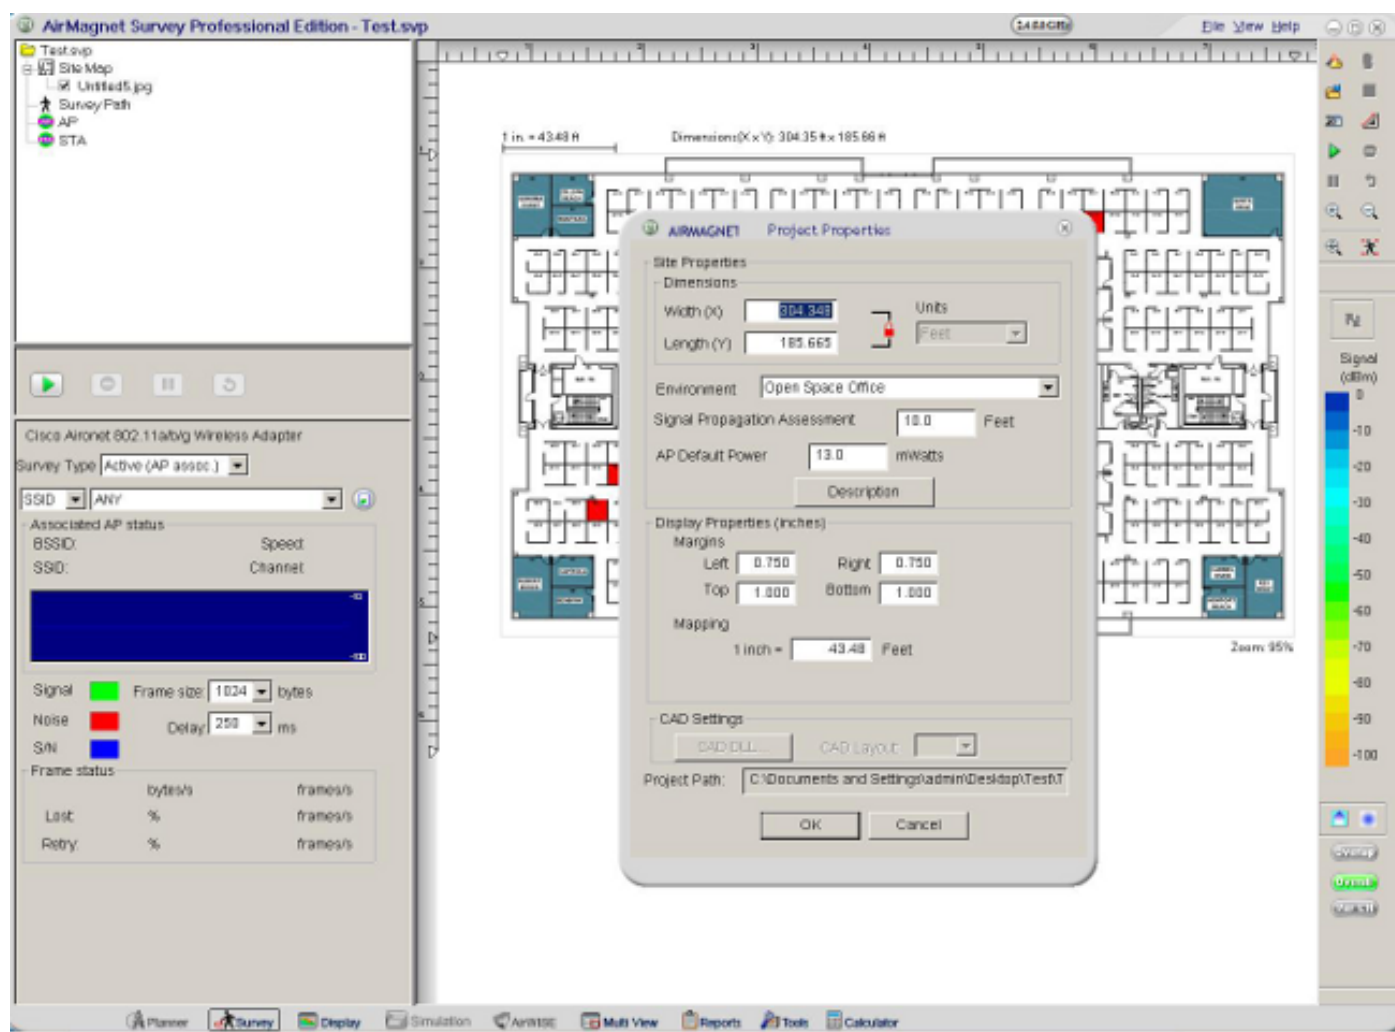 AirMagnet Survey Professional Edition - Test.svp
File View Help
Test.svp
Site Map
Untitled5.jpg
Survey Path
AP
STA
1 in. = 43.48 ft
Dimensions(X x Y): 304.35 ft x 185.66 ft
AIRMAGNET Project Properties
Site Properties
Dimensions
Width (X) 304.348
Units
Length (Y) 185.665
Feet
Environment Open Space Office
Signal Propagation Assessment 10.0 Feet
AP Default Power 13.0 mWatts
Description
Display Properties (inches)
Margins
Left 0.750 Right 0.750
Top 1.000 Bottom 1.000
Mapping
1 inch = 43.48 Feet
CAD Settings
CAD DLL... CAD Layout:
Project Path: C:\Documents and Settings\admin\Desktop\Test\T
OK Cancel
Zoom: 95%
Cisco Aironet 802.11a/b/g Wireless Adapter
Survey Type Active (AP assoc.)
SSID ANY
Associated AP status
BSSID: Speed:
SSID: Channel:
Signal Frame size: 1024 bytes
Noise Delay: 250 ms
S/N
Frame status
bytes/s frames/s
Lost: % frames/s
Retry: % frames/s
Signal
(dBm)
0
-10
-20
-30
-40
-50
-60
-70
-80
-90
-100
Planner Survey Display Simulation AirWISE Multi View Reports Tools Calculator